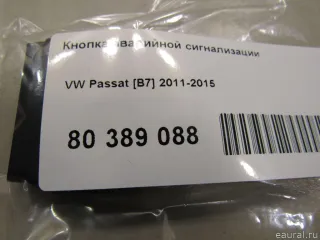 Кнопка аварийной сигнализации
VW Passat [B7] 2011-2015
80 389 088
© eaural.ru